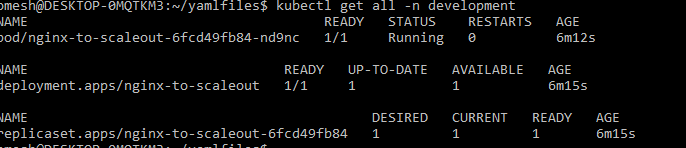 omesh@DESKTOP-0MQTKM3:~/yamlfiles$ kubectl get all -n development
NAME READY STATUS RESTARTS AGE
pod/nginx-to-scaleout-6fcd49fb84-nd9nc 1/1 Running 0 6m12s
NAME READY UP-TO-DATE AVAILABLE AGE
deployment.apps/nginx-to-scaleout 1/1 1 1 6m15s
NAME DESIRED CURRENT READY AGE
replicaset.apps/nginx-to-scaleout-6fcd49fb84 1 1 1 6m15s
omesh@DESKTOP-0MQTKM3:~/yamlfiles$